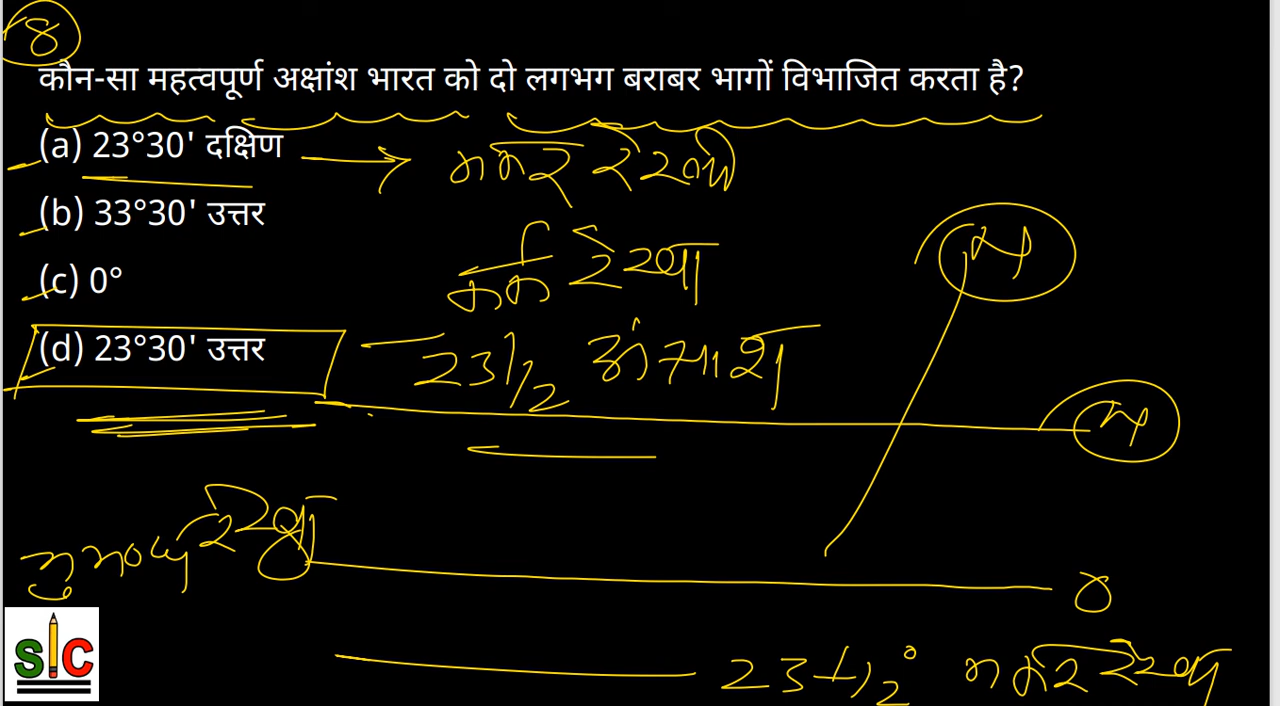 8
कौन-सा महत्वपूर्ण अक्षांश भारत को दो लगभग बराबर भागों विभाजित करता है?
(a) 23°30' दक्षिण
मकर रेखा
(b) 33°30' उत्तर
कर्क रेखा
(c) 0°
(d) 23°30' उत्तर
23 1/2
रेखा
0
23 1/2° मकर रेखा
SIC